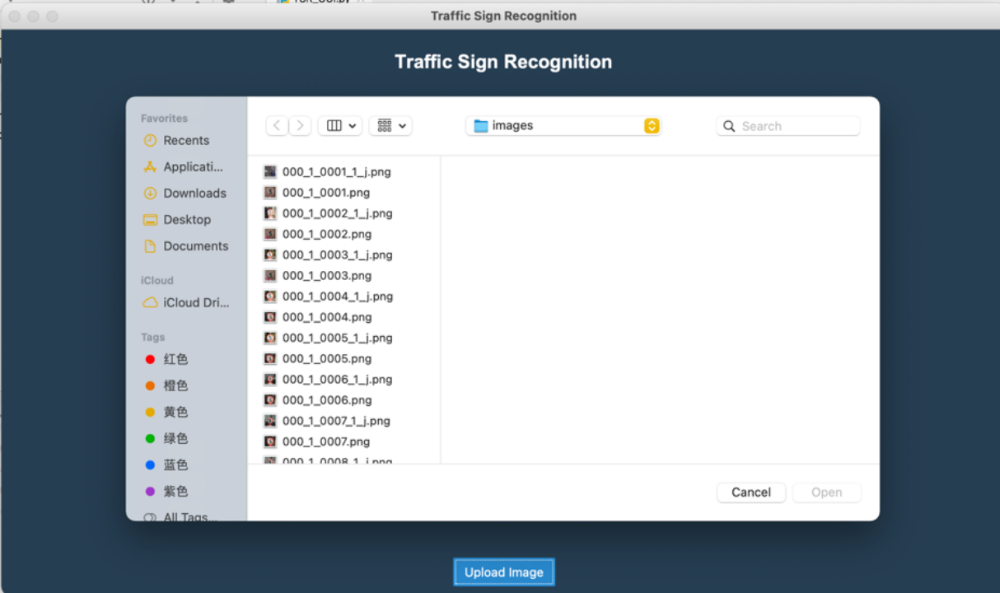 Traffic Sign Recognition
Traffic Sign Recognition
Favorites
Recents
Applicati...
Downloads
Desktop
Documents
iCloud
iCloud Dri...
Tags
红色
橙色
黄色
绿色
蓝色
紫色
All Tags...
images
Search
000_1_0001_1_j.png
000_1_0001.png
000_1_0002_1_j.png
000_1_0002.png
000_1_0003_1_j.png
000_1_0003.png
000_1_0004_1_j.png
000_1_0004.png
000_1_0005_1_j.png
000_1_0005.png
000_1_0006_1_j.png
000_1_0006.png
000_1_0007_1_j.png
000_1_0007.png
000_1_0008_1_j.png
Cancel
Open
Upload Image